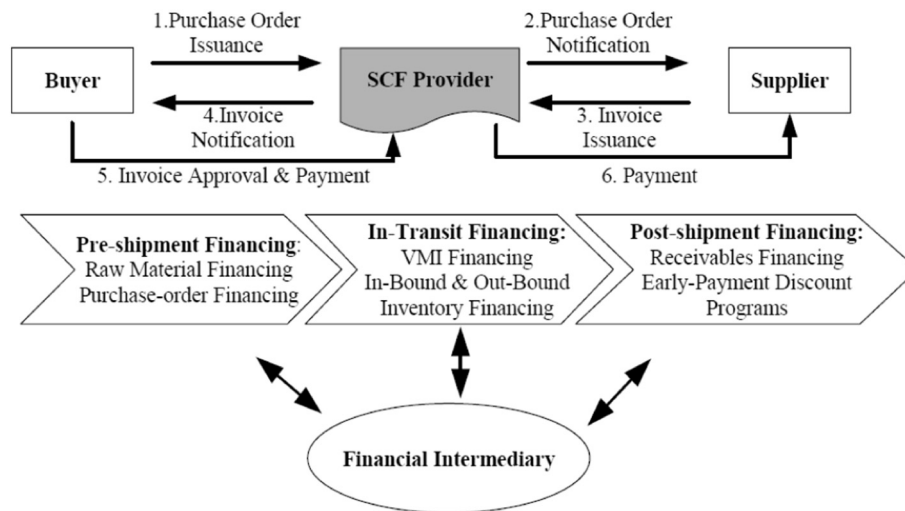 1.Purchase Order
Issuance
2.Purchase Order
Notification
Buyer
SCF Provider
Supplier
4.Invoice
Notification
3. Invoice
Issuance
5. Invoice Approval & Payment
6. Payment
Pre-shipment Financing:
Raw Material Financing
Purchase-order Financing
In-Transit Financing:
VMI Financing
In-Bound & Out-Bound
Inventory Financing
Post-shipment Financing:
Receivables Financing
Early-Payment Discount
Programs
Financial Intermediary